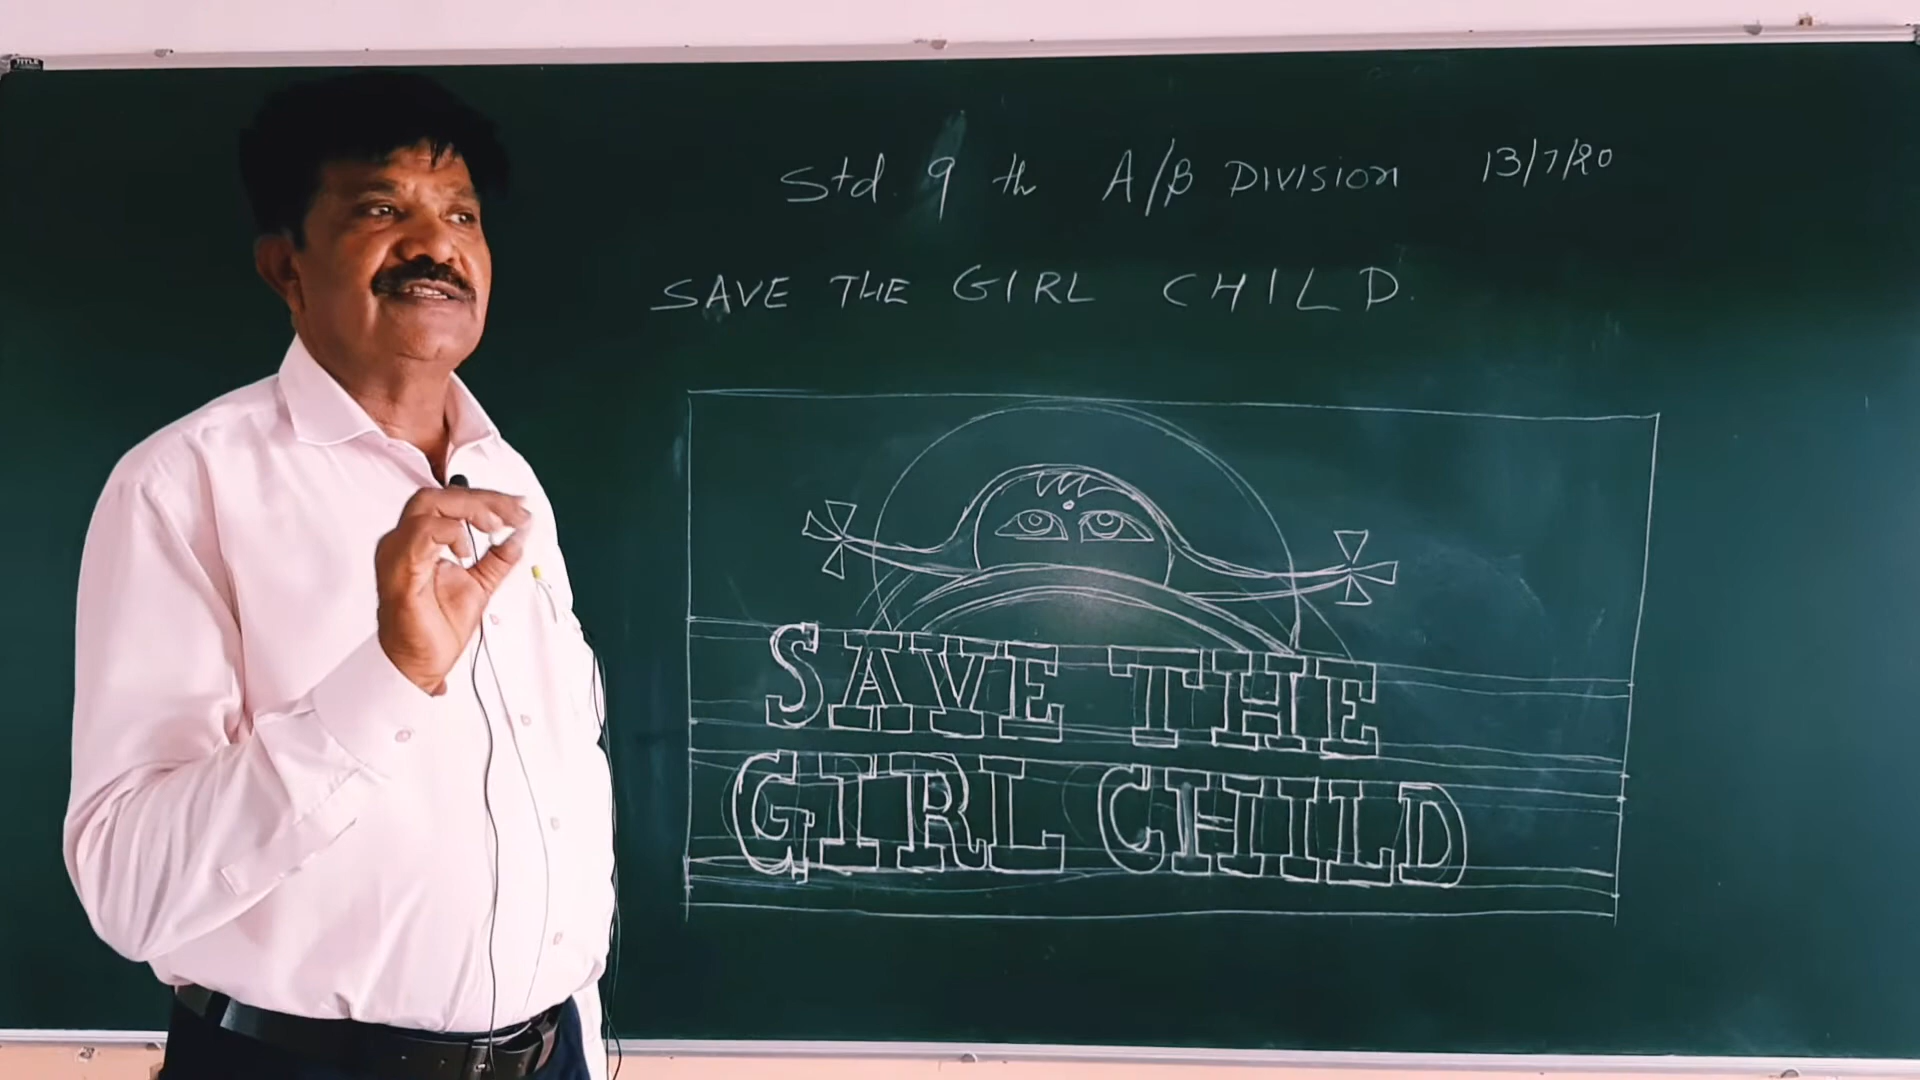 Std. 9 th A/B DIVISION 13/7/20
SAVE THE GIRL CHILD.
SAVE THE
GIRL CHILD